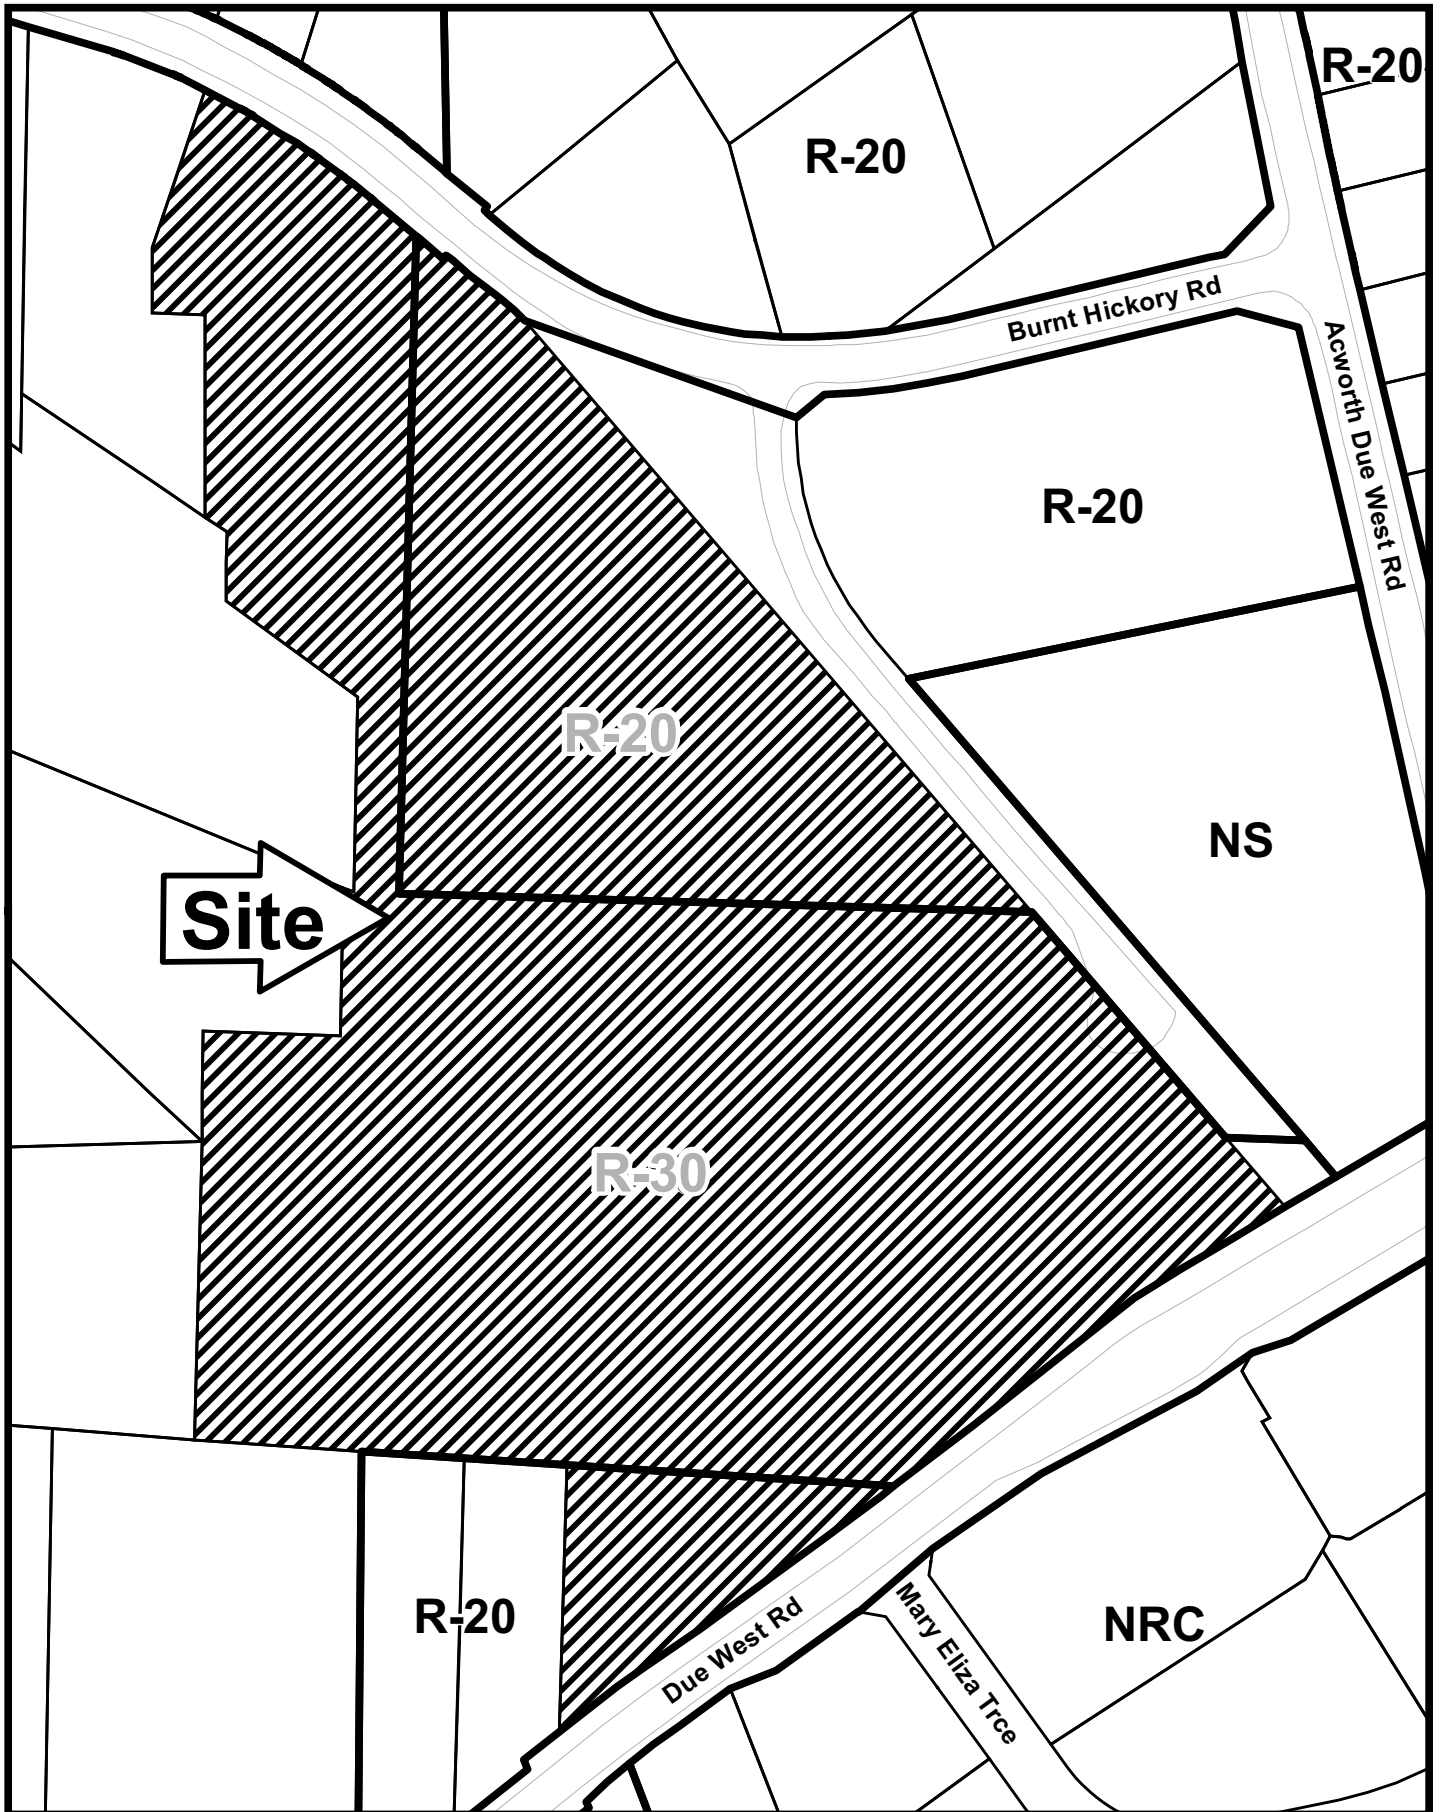 R-20
R-20
Burnt Hickory Rd
Acworth Due West Rd
R-20
R-20
NS
Site
R-30
R-20
Due West Rd
Mary Eliza Trce
NRC